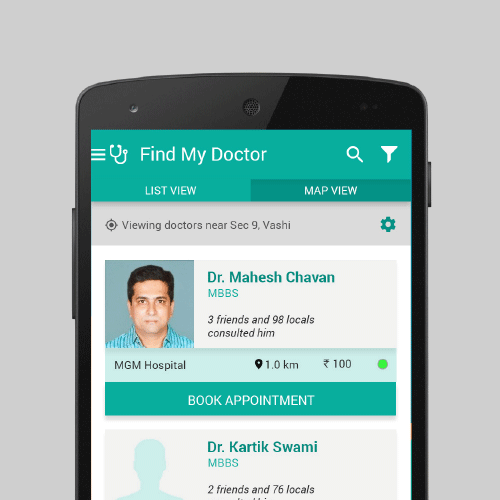 Find My Doctor
LIST VIEW
MAP VIEW
Viewing doctors near Sec 9, Vashi
Dr. Mahesh Chavan
MBBS
3 friends and 98 locals
consulted him
MGM Hospital
1.0 km
₹ 100
BOOK APPOINTMENT
Dr. Kartik Swami
MBBS
2 friends and 76 locals
consulted him